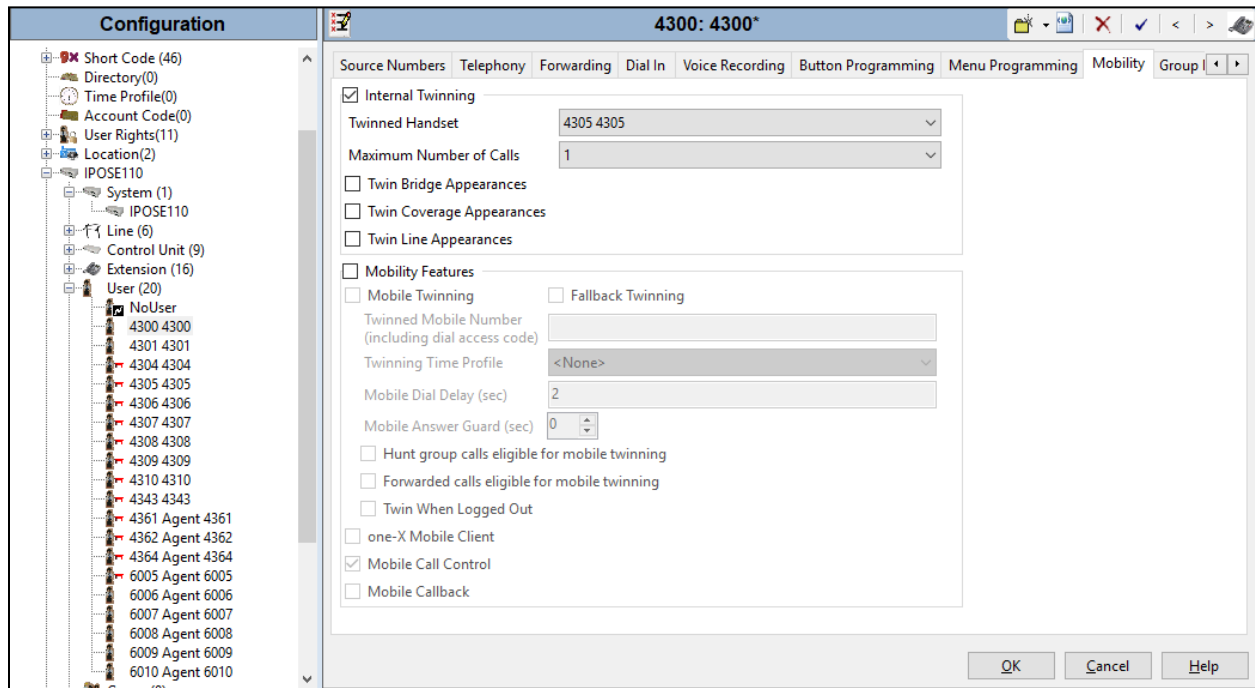 Configuration
4300: 4300*
Short Code (46)
Directory(0)
Time Profile(0)
Account Code(0)
User Rights(11)
Location(2)
IPOSE110
System (1)
IPOSE110
Line (6)
Control Unit (9)
Extension (16)
User (20)
NoUser
4300 4300
4301 4301
4304 4304
4305 4305
4306 4306
4307 4307
4308 4308
4309 4309
4310 4310
4343 4343
4361 Agent 4361
4362 Agent 4362
4364 Agent 4364
6005 Agent 6005
6006 Agent 6006
6007 Agent 6007
6008 Agent 6008
6009 Agent 6009
6010 Agent 6010
Source Numbers Telephony Forwarding Dial In Voice Recording Button Programming Menu Programming Mobility Group
Internal Twinning
Twinned Handset 4305 4305
Maximum Number of Calls 1
Twin Bridge Appearances
Twin Coverage Appearances
Twin Line Appearances
Mobility Features
Mobile Twinning Fallback Twinning
Twinned Mobile Number
(including dial access code)
Twinning Time Profile <None>
Mobile Dial Delay (sec) 2
Mobile Answer Guard (sec) 0
Hunt group calls eligible for mobile twinning
Forwarded calls eligible for mobile twinning
Twin When Logged Out
one-X Mobile Client
Mobile Call Control
Mobile Callback
OK Cancel Help